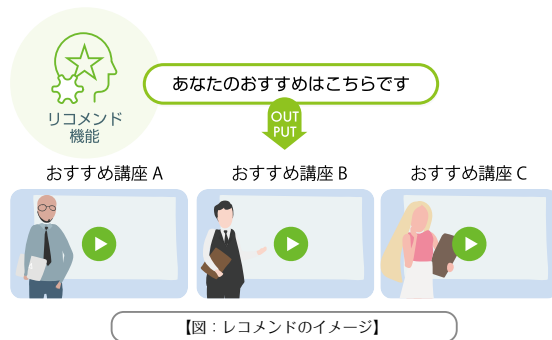 リコメンド
機能
あなたのおすすめはこちらです
OUT
PUT
おすすめ講座 A
おすすめ講座 B
おすすめ講座 C
【図：レコメンドのイメージ】